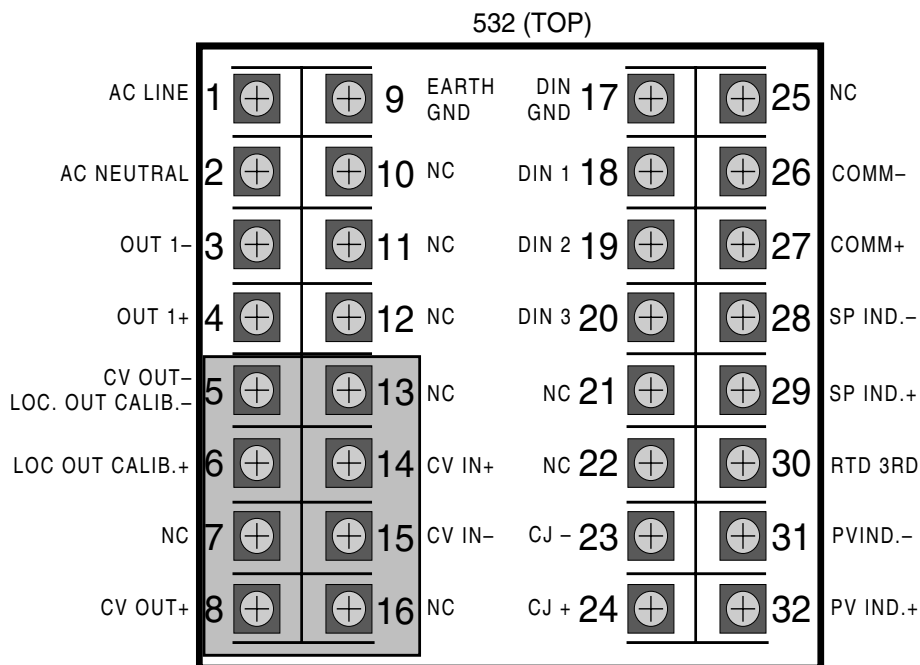 532 (TOP)
AC LINE 1 9 EARTH GND DIN GND 17 25 NC
AC NEUTRAL 2 10 NC DIN 1 18 26 COMM–
OUT 1– 3 11 NC DIN 2 19 27 COMM+
OUT 1+ 4 12 NC DIN 3 20 28 SP IND.–
CV OUT– LOC. OUT CALIB.– 5 13 NC NC 21 29 SP IND.+
LOC OUT CALIB.+ 6 14 CV IN+ NC 22 30 RTD 3RD
NC 7 15 CV IN– CJ – 23 31 PVIND.–
CV OUT+ 8 16 NC CJ + 24 32 PV IND.+